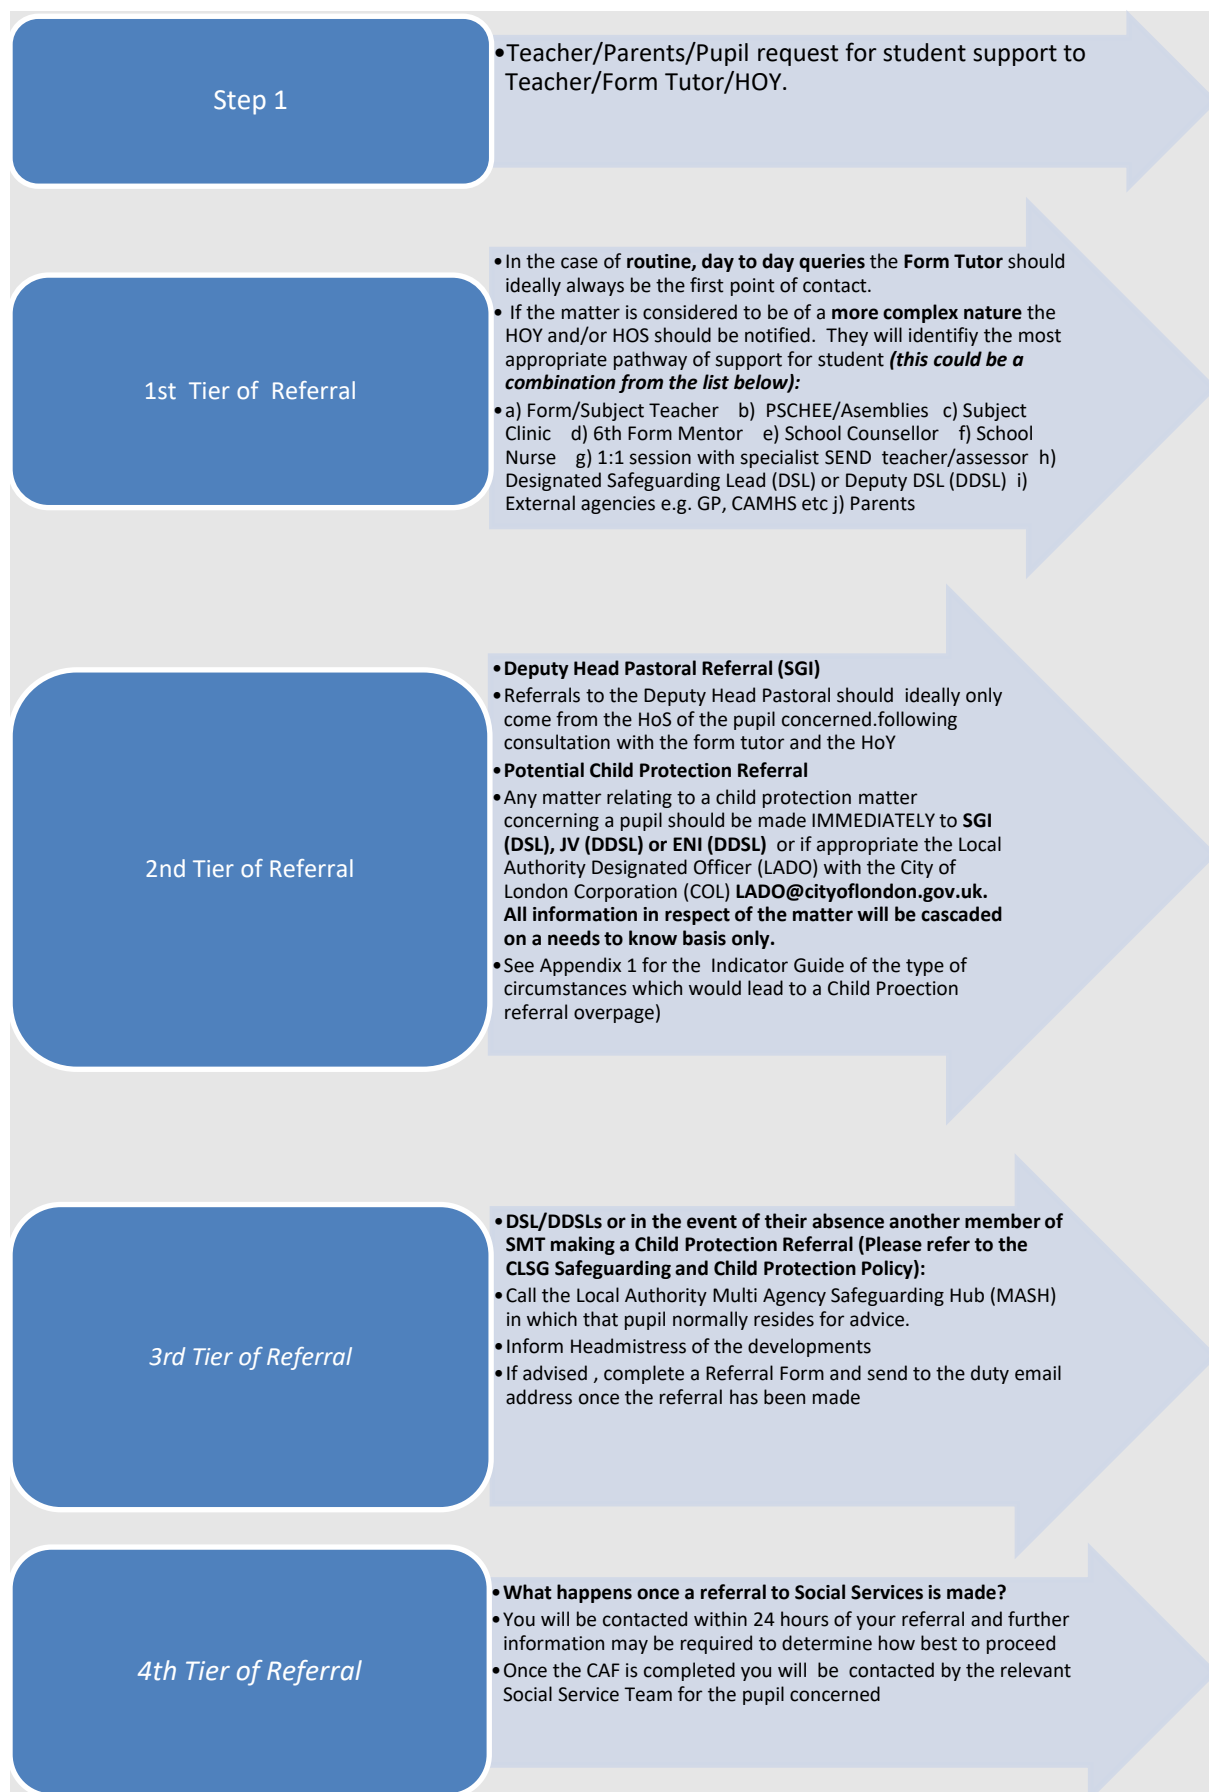 Step 1
•Teacher/Parents/Pupil request for student support to
Teacher/Form Tutor/HOY.
1st  Tier of  Referral
•In the case of routine, day to day queries the Form Tutor should
ideally always be the first point of contact.
• If the matter is considered to be of a more complex nature the
HOY and/or HOS should be notified.  They will identifiy the most
appropriate pathway of support for student (this could be a
combination from the list below):
•a) Form/Subject Teacher    b)  PSCHEE/Asemblies   c) Subject
Clinic    d) 6th Form Mentor    e) School Counsellor    f) School
Nurse    g) 1:1 session with specialist SEND  teacher/assessor  h)
Designated Safeguarding Lead (DSL) or Deputy DSL (DDSL)  i)
External agencies e.g. GP, CAMHS etc j) Parents
2nd Tier of Referral
•Deputy Head Pastoral Referral (SGI)
•Referrals to the Deputy Head Pastoral should  ideally only
come from the HoS of the pupil concerned.following
consultation with the form tutor and the HoY
•Potential Child Protection Referral
•Any matter relating to a child protection matter
concerning a pupil should be made IMMEDIATELY to SGI
(DSL), JV (DDSL) or ENI (DDSL)  or if appropriate the Local
Authority Designated Officer (LADO) with the City of
London Corporation (COL) LADO@cityoflondon.gov.uk.
All information in respect of the matter will be cascaded
on a needs to know basis only.
•See Appendix 1 for the  Indicator Guide of the type of
circumstances which would lead to a Child Proection
referral overpage)
3rd Tier of Referral
•DSL/DDSLs or in the event of their absence another member of
SMT making a Child Protection Referral (Please refer to the
CLSG Safeguarding and Child Protection Policy):
•Call the Local Authority Multi Agency Safeguarding Hub (MASH)
in which that pupil normally resides for advice.
•Inform Headmistress of the developments
•If advised , complete a Referral Form and send to the duty email
address once the referral has been made
4th Tier of Referral
•What happens once a referral to Social Services is made?
•You will be contacted within 24 hours of your referral and further
information may be required to determine how best to proceed
•Once the CAF is completed you will  be  contacted by the relevant
Social Service Team for the pupil concerned